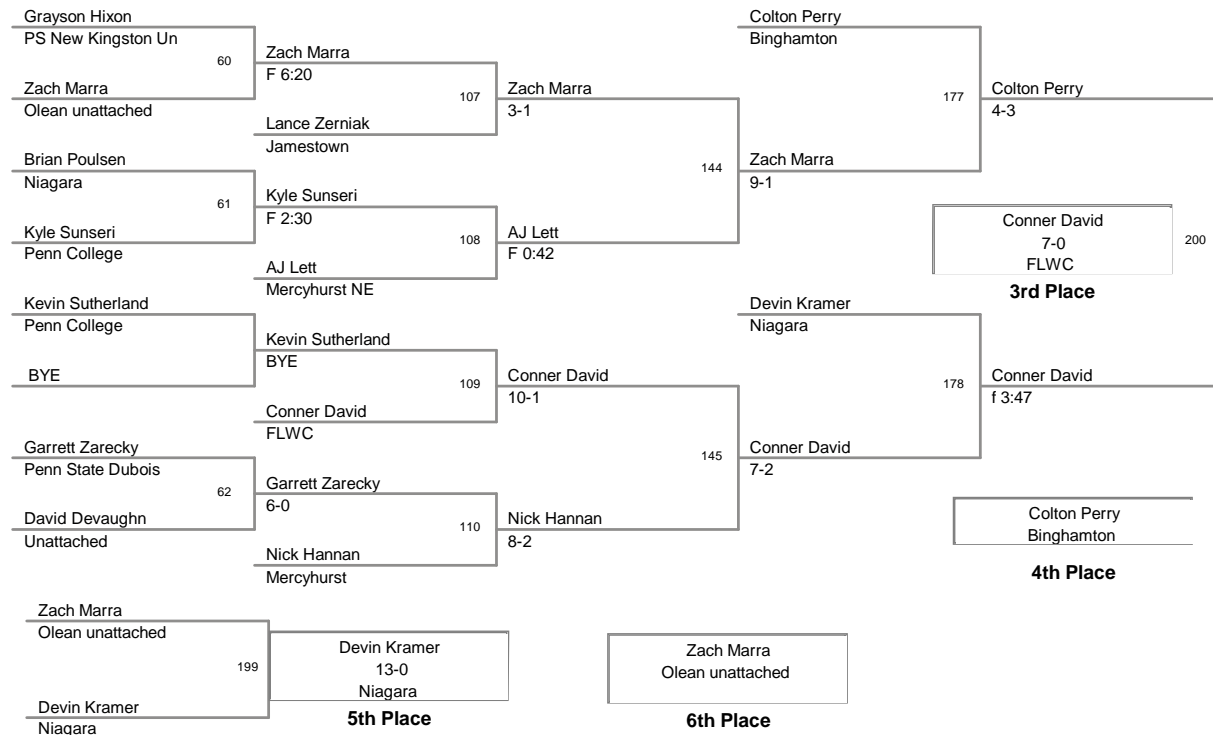 Grayson Hixon
PS New Kingston Un
60
Zach Marra
Olean unattached
Zach Marra
F 6:20
107
Lance Zerniak
Jamestown
Zach Marra
3-1
Brian Poulsen
Niagara
61
Kyle Sunseri
Penn College
Kyle Sunseri
F 2:30
108
AJ Lett
Mercyhurst NE
AJ Lett
F 0:42
144
Colton Perry
Binghamton
177
Zach Marra
9-1
Colton Perry
4-3
Conner David
7-0
FLWC
200
3rd Place
Kevin Sutherland
Penn College
BYE
Kevin Sutherland
BYE
109
Conner David
FLWC
Conner David
10-1
Garrett Zarecky
Penn State Dubois
62
David Devaughn
Unattached
Garrett Zarecky
6-0
110
Nick Hannan
Mercyhurst
Nick Hannan
8-2
145
Devin Kramer
Niagara
178
Conner David
7-2
Conner David
f 3:47
Colton Perry
Binghamton
4th Place
Zach Marra
Olean unattached
199
Devin Kramer
Niagara
Devin Kramer
13-0
Niagara
5th Place
Zach Marra
Olean unattached
6th Place